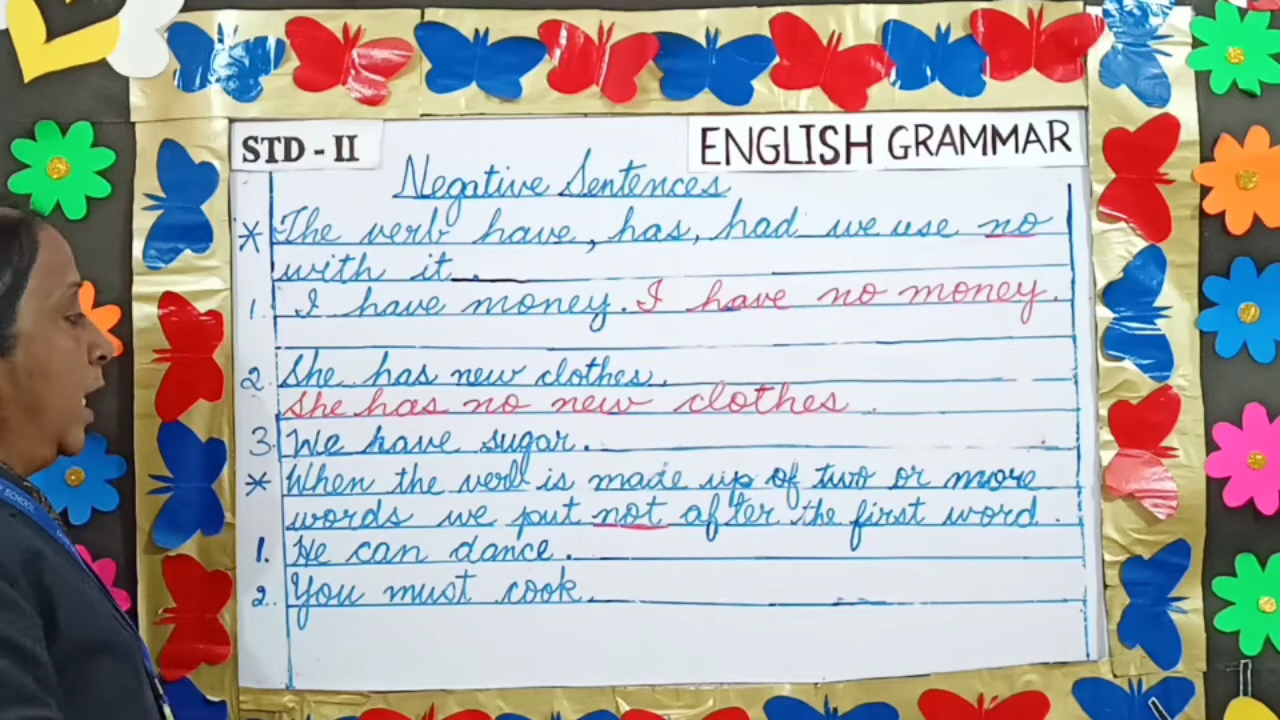 STD - II
ENGLISH GRAMMAR
Negative Sentences
* The verb have, has, had we use no
with it.
1. I have money. I have no money.
2. She has new clothes.
She has no new clothes.
3. We have sugar.
* When the verb is made up of two or more
words we put not after the first word.
1. He can dance.
2. You must cook.
SCHOOL